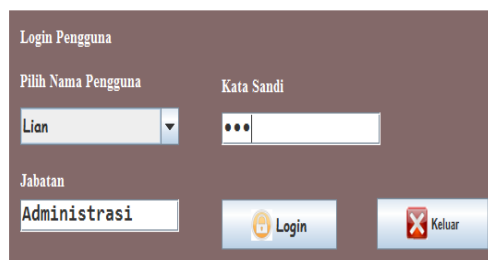 Login Pengguna
Pilih Nama Pengguna
Kata Sandi
Lian
•••
Jabatan
Administrasi
Login
Keluar